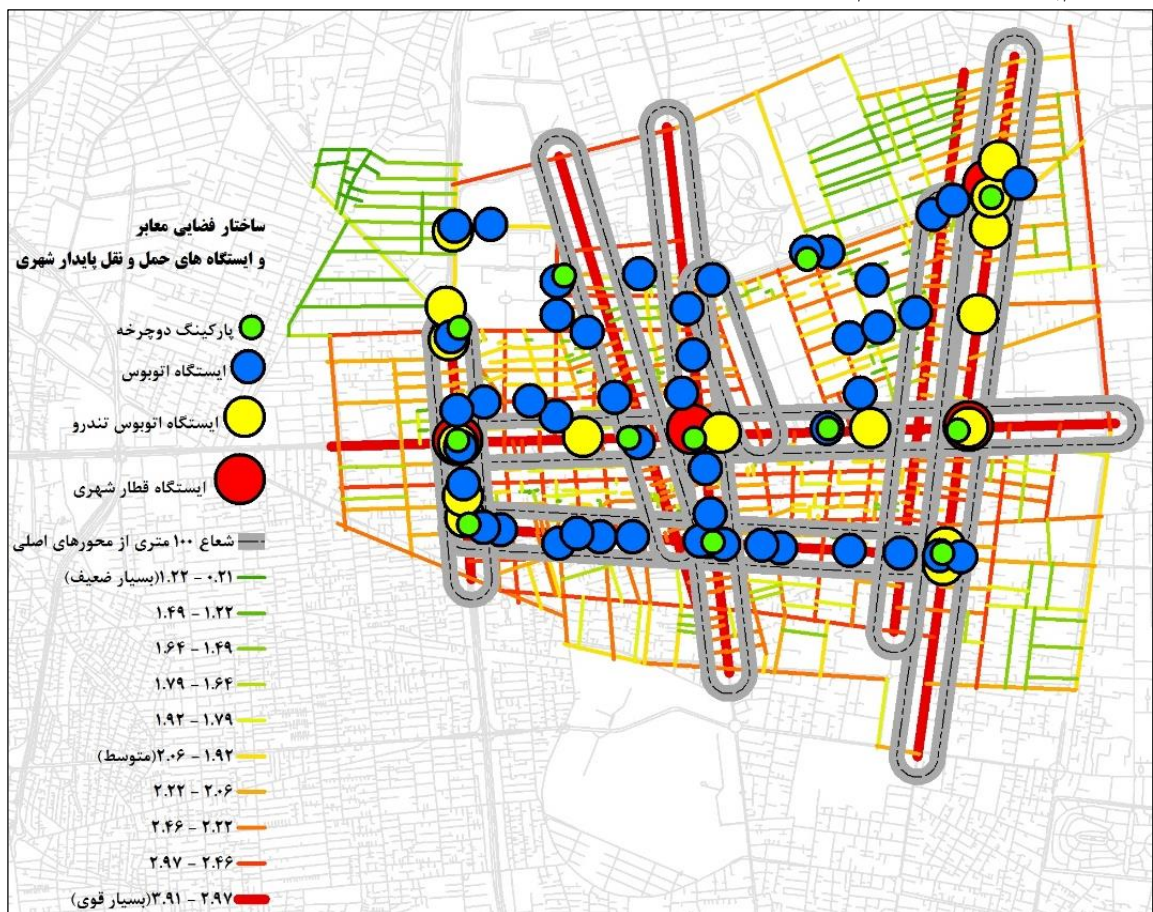 ساختار فضایی معابر
و ایستگاه های حمل و نقل پایدار شهری
پارکینگ دوچرخه
ایستگاه اتوبوس
ایستگاه اتوبوس تندرو
ایستگاه قطار شهری
شعاع ۱۰۰ متری از محورهای اصلی
۰.۲۱ - ۱.۲۲(بسیار ضعیف)
۱.۲۲ - ۱.۴۹
۱.۴۹ - ۱.۶۴
۱.۶۴ - ۱.۷۹
۱.۷۹ - ۱.۹۲
۱.۹۲ - ۲.۰۶(متوسط)
۲.۰۶ - ۲.۲۲
۲.۲۲ - ۲.۴۶
۲.۴۶ - ۲.۹۷
۲.۹۷ - ۳.۹۱(بسیار قوی)